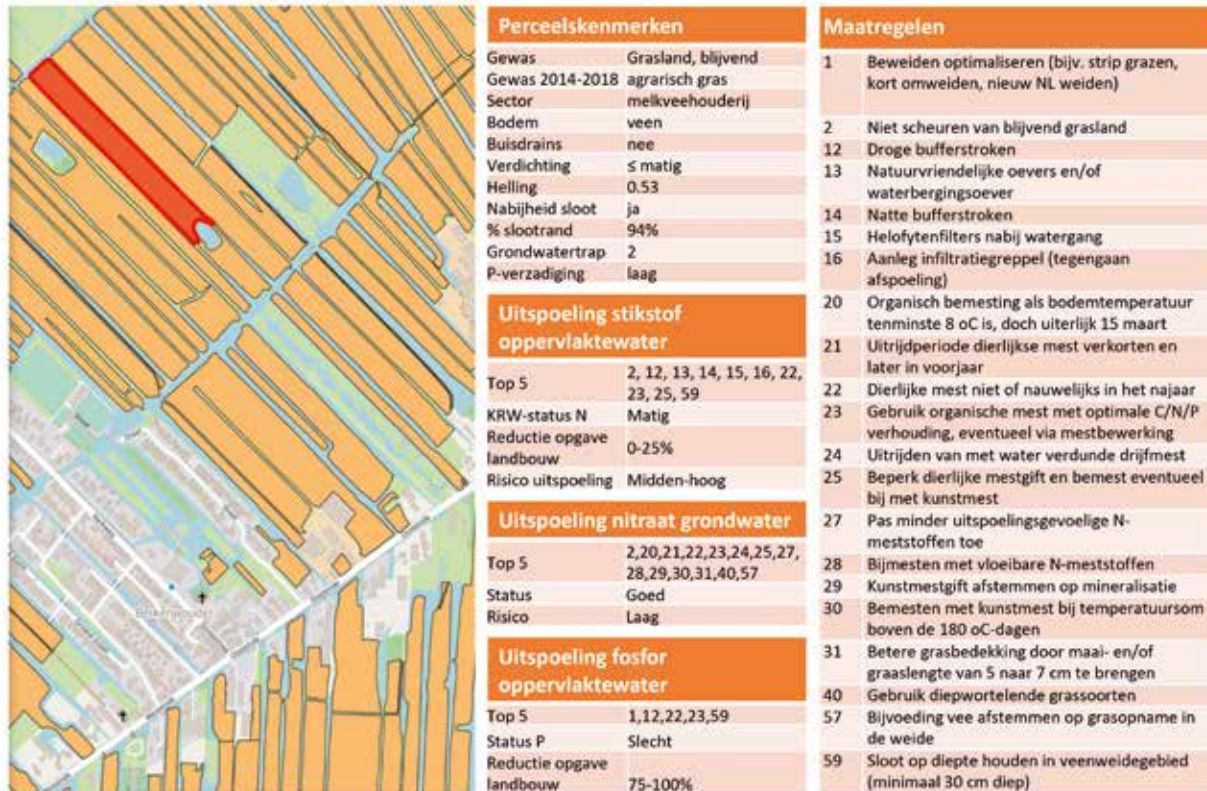 Perceelskenmerken
Gewas Grasland, blijvend
Gewas 2014-2018 agrarisch gras
Sector melkveehouderij
Bodem veen
Buisdrains nee
Verdichting ≤ matig
Helling 0.53
Nabijheid sloot ja
% slootrand 94%
Grondwatertrap 2
P-verzadiging laag
Uitspoeling stikstof
oppervlaktewater
Top 5 2, 12, 13, 14, 15, 16, 22,
23, 25, 59
KRW-status N Matig
Reductie opgave
landbouw 0-25%
Risico uitspoeling Midden-hoog
Uitspoeling nitraat grondwater
Top 5 2,20,21,22,23,24,25,27,
28,29,30,31,40,57
Status Goed
Risico Laag
Uitspoeling fosfor
oppervlaktewater
Top 5 1,12,22,23,59
Status P Slecht
Reductie opgave
landbouw 75-100%
Maatregelen
1 Beweiden optimaliseren (bijv. strip grazen,
kort omweiden, nieuw NL weiden)
2 Niet scheuren van blijvend grasland
12 Droge bufferstroken
13 Natuurvriendelijke oevers en/of
waterbergingsoever
14 Natte bufferstroken
15 Helofytenfilters nabij watergang
16 Aanleg infiltratiegreppel (tegengaan
afspoeling)
20 Organisch bemesting als bodemtemperatuur
tenminste 8 oC is, doch uiterlijk 15 maart
21 Uitrijdperiode dierlijkse mest verkorten en
later in voorjaar
22 Dierlijke mest niet of nauwelijks in het najaar
23 Gebruik organische mest met optimale C/N/P
verhouding, eventueel via mestbewerking
24 Uitrijden van met water verdunde drijfmest
25 Beperk dierlijke mestgift en bemest eventueel
bij met kunstmest
27 Pas minder uitspoelingsgevoelige N-
meststoffen toe
28 Bijmesten met vloeibare N-meststoffen
29 Kunstmestgift afstemmen op mineralisatie
30 Bemesten met kunstmest bij temperatuursom
boven de 180 oC-dagen
31 Betere grasbedekking door maai- en/of
graaslengte van 5 naar 7 cm te brengen
40 Gebruik diepwortelende grassoorten
57 Bijvoeding vee afstemmen op grasopname in
de weide
59 Sloot op diepte houden in veenweidegebied
(minimaal 30 cm diep)